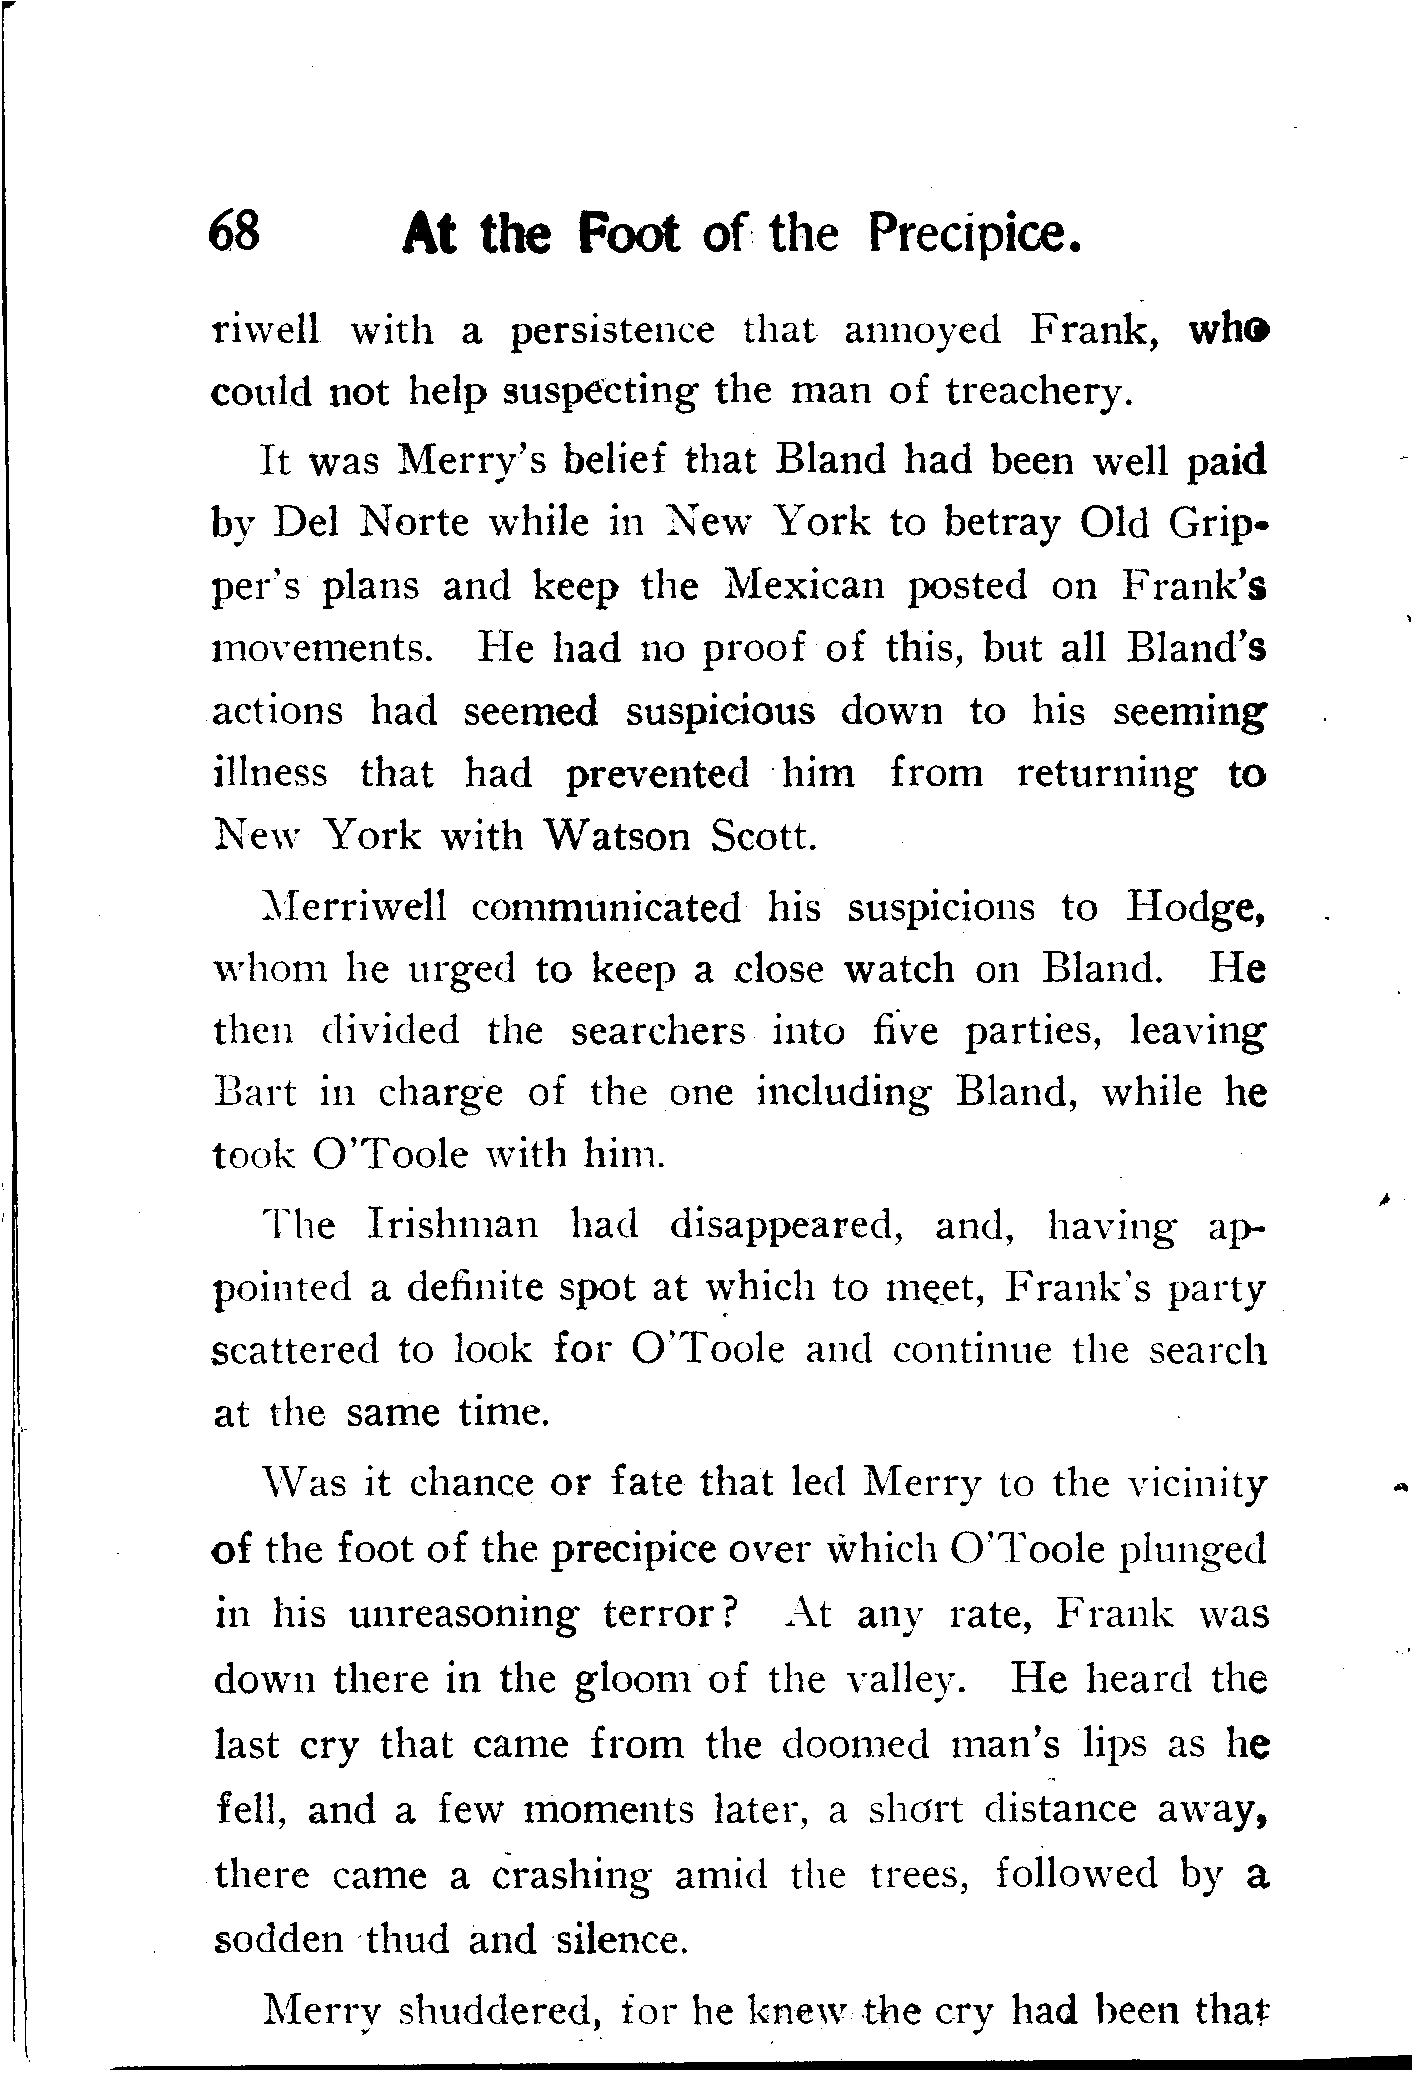 68 At the Foot of the Precipice.
riwell with a persistence that annoyed Frank, who
could not help suspecting the man of treachery.
It was Merry's belief that Bland had been well paid
by Del Norte while in New York to betray Old Grip-
per's plans and keep the Mexican posted on Frank's
movements. He had no proof of this, but all Bland's
actions had seemed suspicious down to his seeming
illness that had prevented him from returning to
New York with Watson Scott.
Merriwell communicated his suspicions to Hodge,
whom he urged to keep a close watch on Bland. He
then divided the searchers into five parties, leaving
Bart in charge of the one including Bland, while he
took O'Toole with him.
The Irishman had disappeared, and, having ap-
pointed a definite spot at which to meet, Frank's party
scattered to look for O'Toole and continue the search
at the same time.
Was it chance or fate that led Merry to the vicinity
of the foot of the precipice over which O'Toole plunged
in his unreasoning terror? At any rate, Frank was
down there in the gloom of the valley. He heard the
last cry that came from the doomed man's lips as he
fell, and a few moments later, a short distance away,
there came a crashing amid the trees, followed by a
sodden thud and silence.
Merry shuddered, for he knew the cry had been that